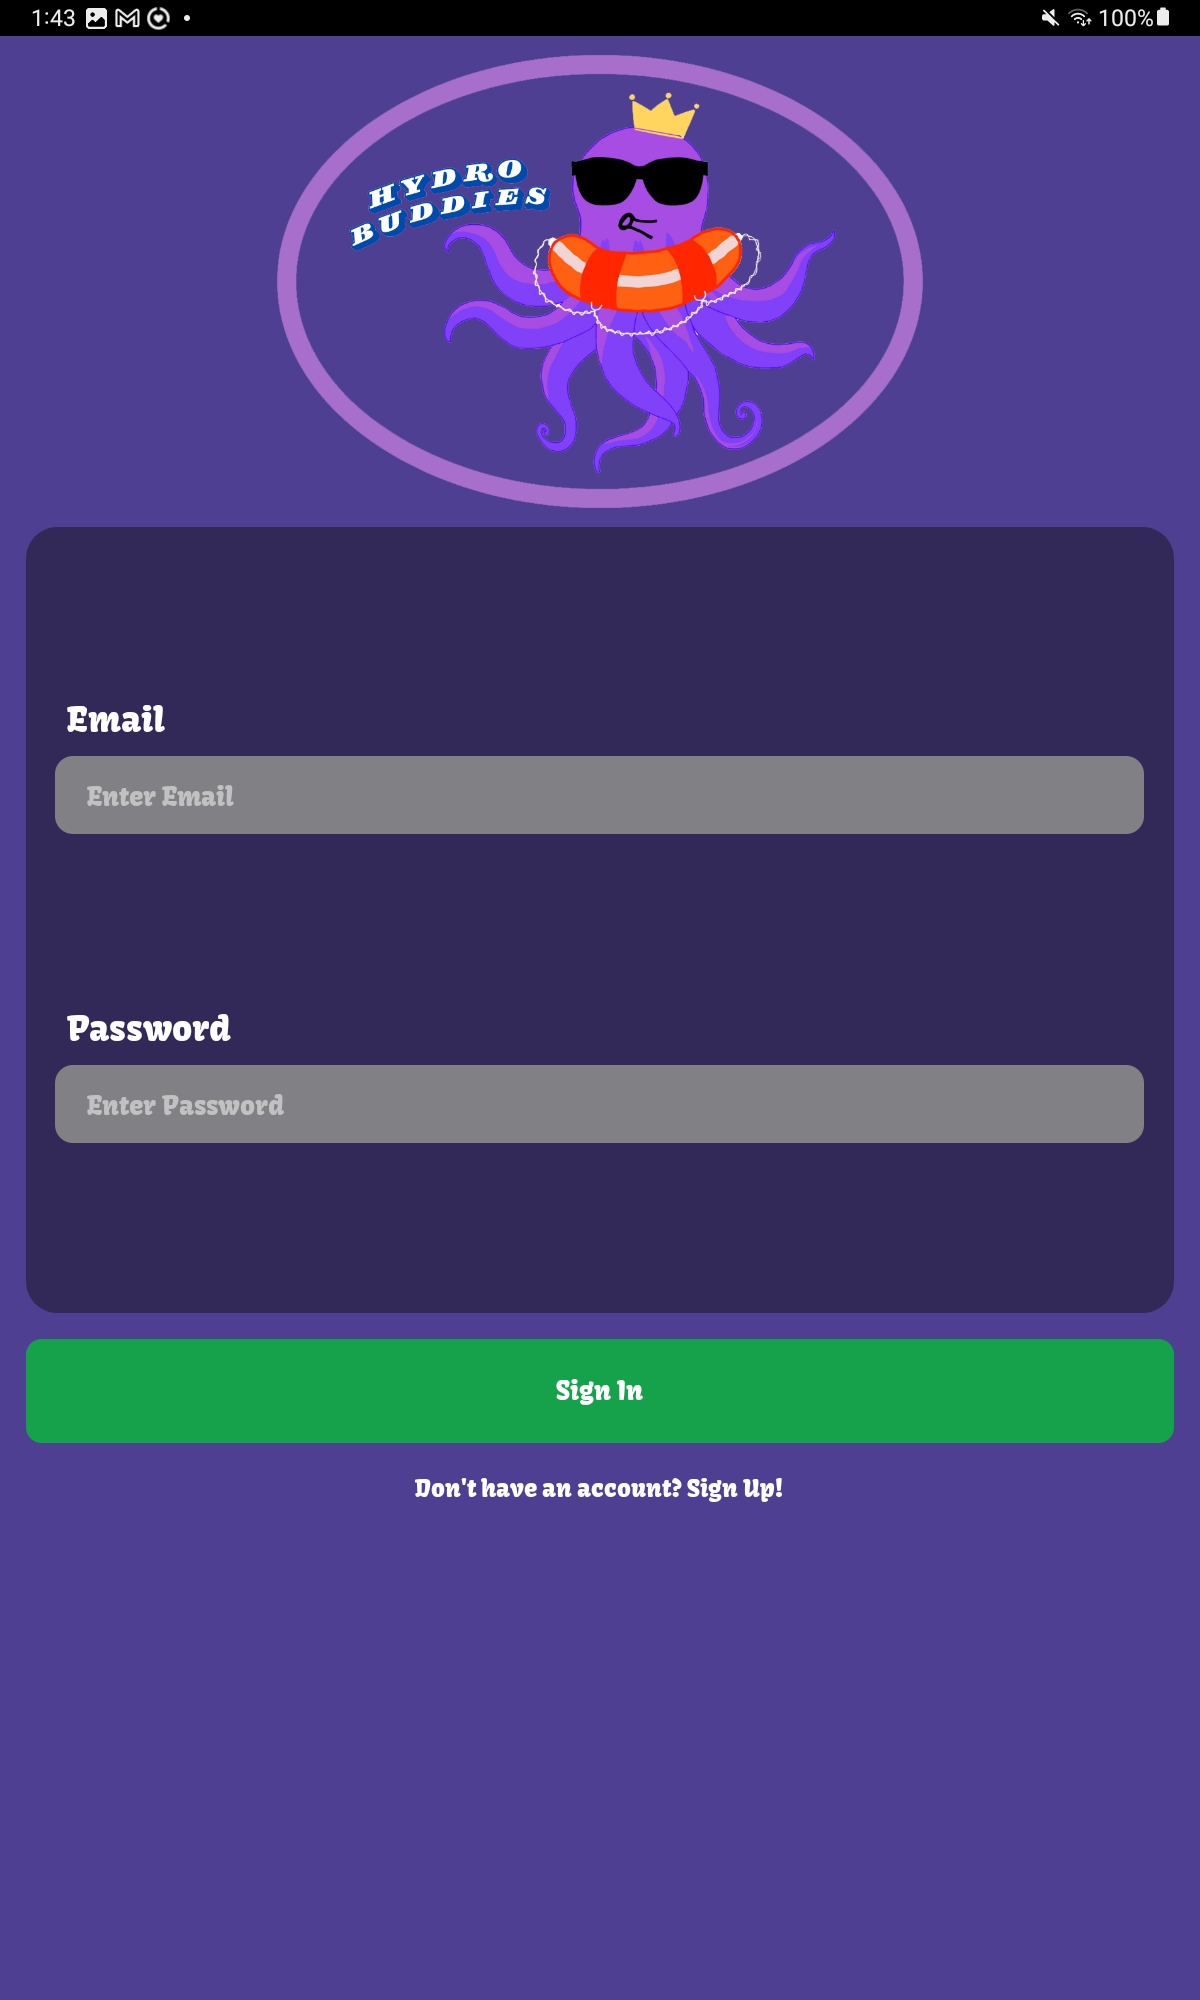 1:43
100%
HYDRO
BUDDIES
Email
Enter Email
Password
Enter Password
Sign In
Don't have an account? Sign Up!